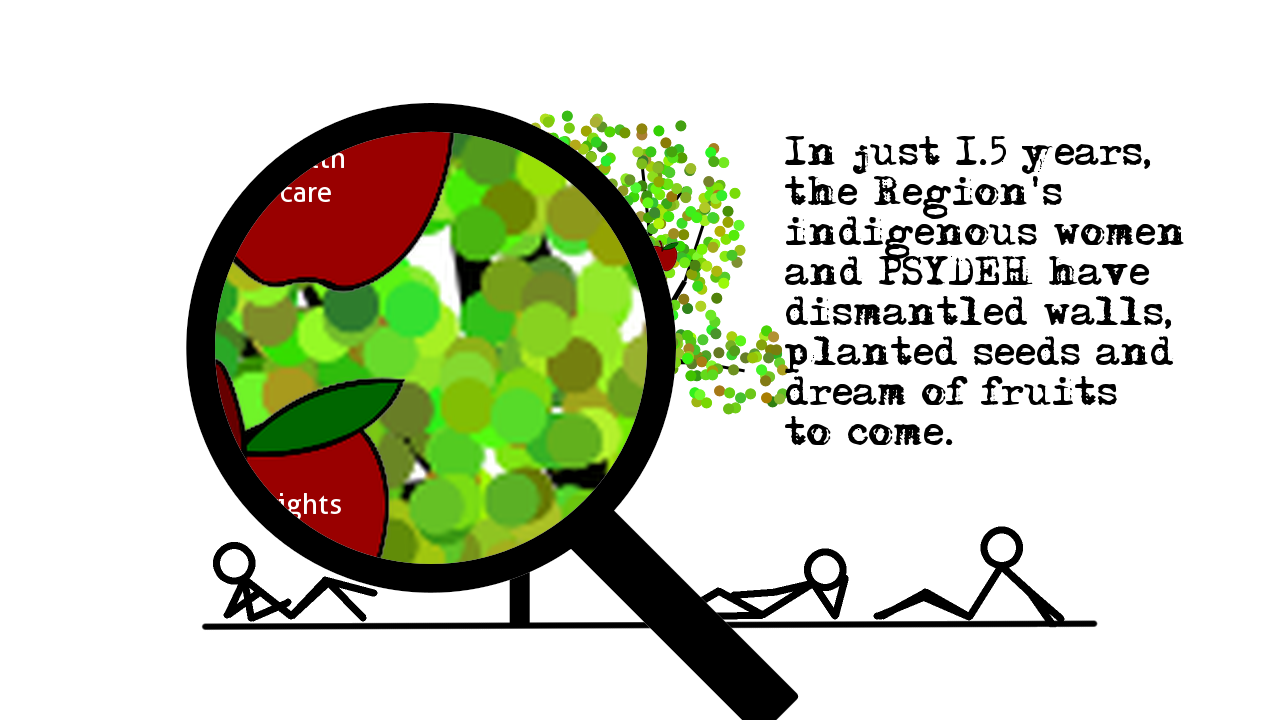 care
In just 1.5 years,
the Region's
indigenous women
and PSYDEH have
dismantled walls,
planted seeds and
dream of fruits
to come.